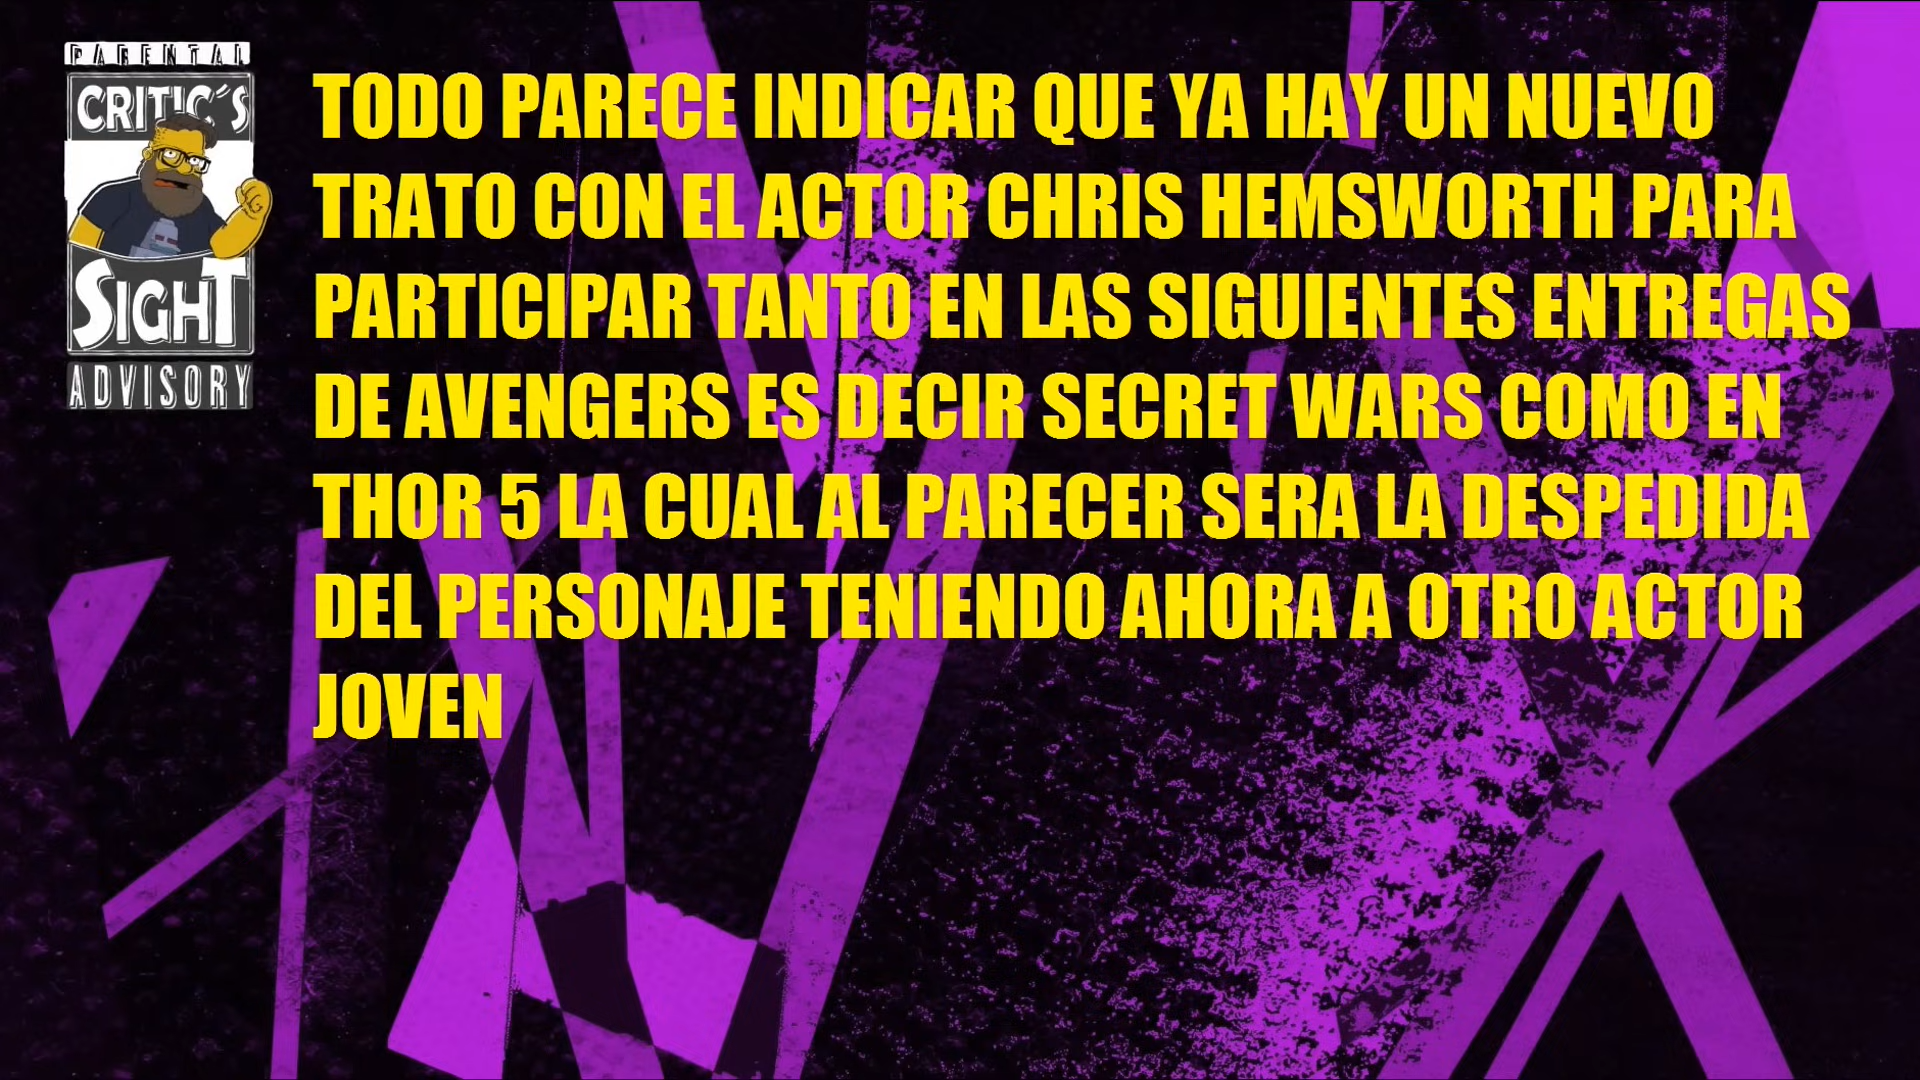 PARENTAL
CRITIC´S
SIGHT
ADVISORY
TODO PARECE INDICAR QUE YA HAY UN NUEVO
TRATO CON EL ACTOR CHRIS HEMSWORTH PARA
PARTICIPAR TANTO EN LAS SIGUIENTES ENTREGAS
DE AVENGERS ES DECIR SECRET WARS COMO EN
THOR 5 LA CUAL AL PARECER SERA LA DESPEDIDA
DEL PERSONAJE TENIENDO AHORA A OTRO ACTOR
JOVEN